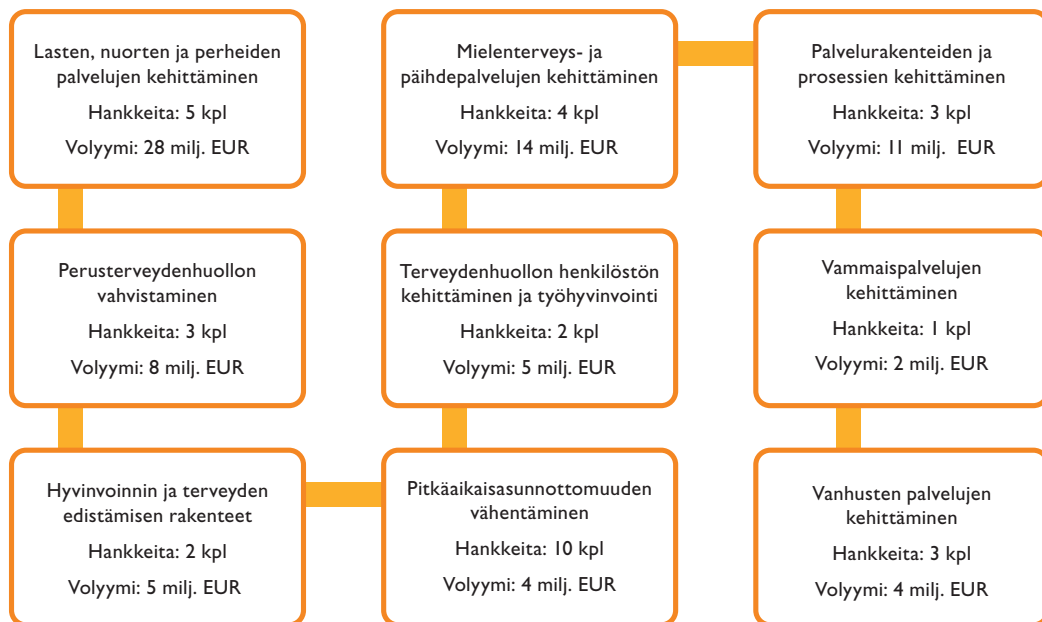 Lasten, nuorten ja perheiden
palvelujen kehittäminen
Hankkeita: 5 kpl
Volyymi: 28 milj. EUR
Perusterveydenhuollon
vahvistaminen
Hankkeita: 3 kpl
Volyymi: 8 milj. EUR
Hyvinvoinnin ja terveyden
edistämisen rakenteet
Hankkeita: 2 kpl
Volyymi: 5 milj. EUR
Pitkäaikaisasunnottomuuden
vähentäminen
Hankkeita: 10 kpl
Volyymi: 4 milj. EUR
Terveydenhuollon henkilöstön
kehittäminen ja työhyvinvointi
Hankkeita: 2 kpl
Volyymi: 5 milj. EUR
Mielenterveys- ja
päihdepalvelujen kehittäminen
Hankkeita: 4 kpl
Volyymi: 14 milj. EUR
Palvelurakenteiden ja
prosessien kehittäminen
Hankkeita: 3 kpl
Volyymi: 11 milj. EUR
Vammaispalvelujen
kehittäminen
Hankkeita: 1 kpl
Volyymi: 2 milj. EUR
Vanhusten palvelujen
kehittäminen
Hankkeita: 3 kpl
Volyymi: 4 milj. EUR